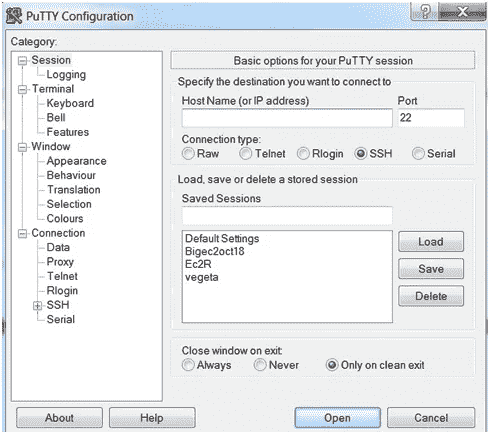 PuTTY Configuration
Category:
Session
Logging
Terminal
Keyboard
Bell
Features
Window
Appearance
Behaviour
Translation
Selection
Colours
Connection
Data
Proxy
Telnet
Rlogin
SSH
Serial
Basic options for your PuTTY session
Specify the destination you want to connect to
Host Name (or IP address) Port
22
Connection type:
Raw Telnet Rlogin SSH Serial
Load, save or delete a stored session
Saved Sessions
Default Settings
Bigec2oct18
Ec2R
vegeta
Load
Save
Delete
Close window on exit:
Always Never Only on clean exit
About Help Open Cancel